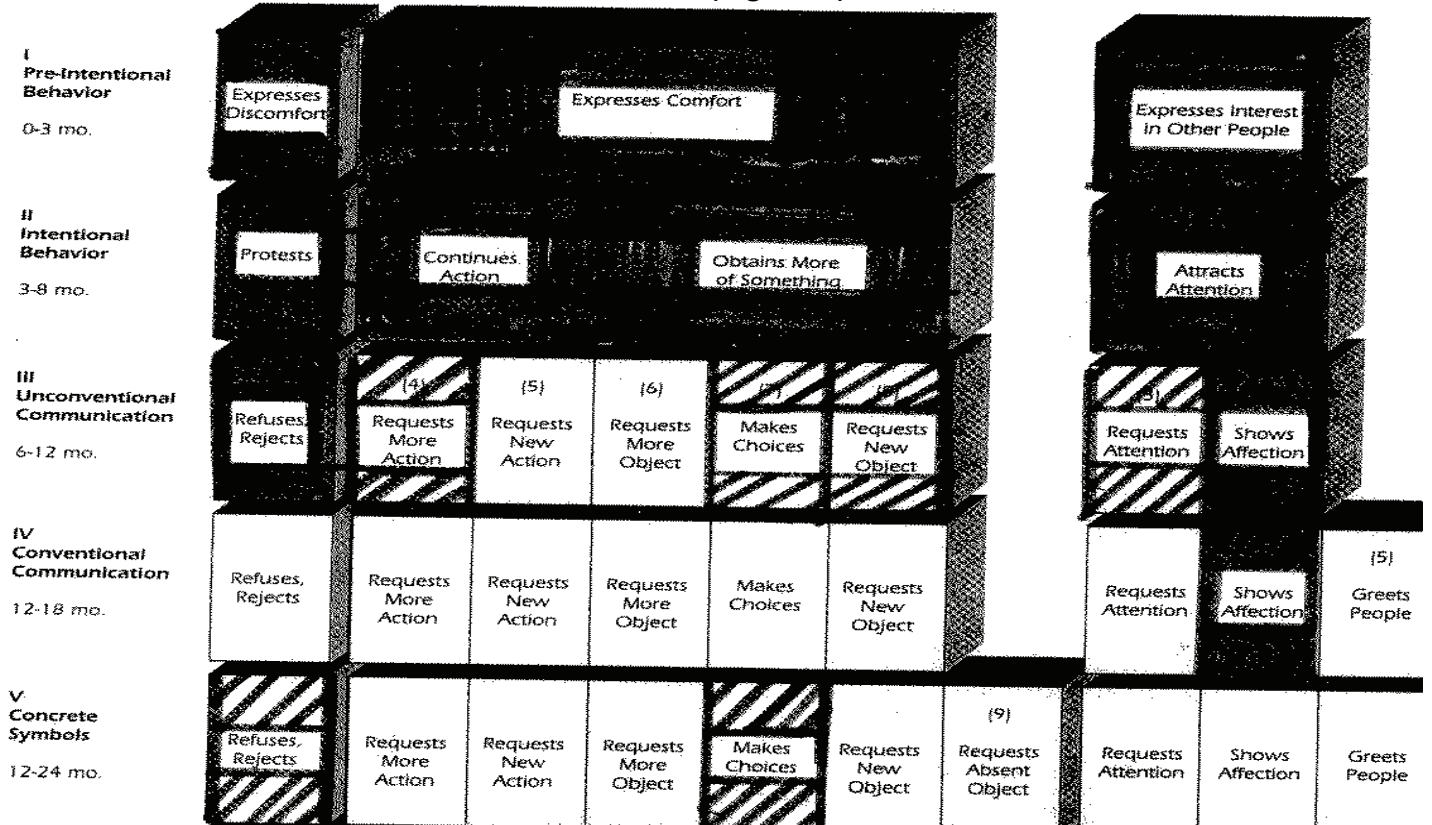 I
Pre-Intentional
Behavior
0-3 mo.
Expresses
Discomfort
Expresses Comfort
Expresses Interest
in Other People
II
Intentional
Behavior
3-8 mo.
Protests
Continues
Action
Obtains More
of Something
Attracts
Attention
III
Unconventional
Communication
6-12 mo.
Refuses,
Rejects
(4)
Requests
More
Action
(5)
Requests
New
Action
(6)
Requests
More
Object
Makes
Choices
Requests
New
Object
(3)
Requests
Attention
Shows
Affection
IV
Conventional
Communication
12-18 mo.
Refuses,
Rejects
Requests
More
Action
Requests
New
Action
Requests
More
Object
Makes
Choices
Requests
New
Object
Requests
Attention
Shows
Affection
(5)
Greets
People
V
Concrete
Symbols
12-24 mo.
Refuses,
Rejects
Requests
More
Action
Requests
New
Action
Requests
More
Object
Makes
Choices
Requests
New
Object
(9)
Requests
Absent
Object
Requests
Attention
Shows
Affection
Greets
People